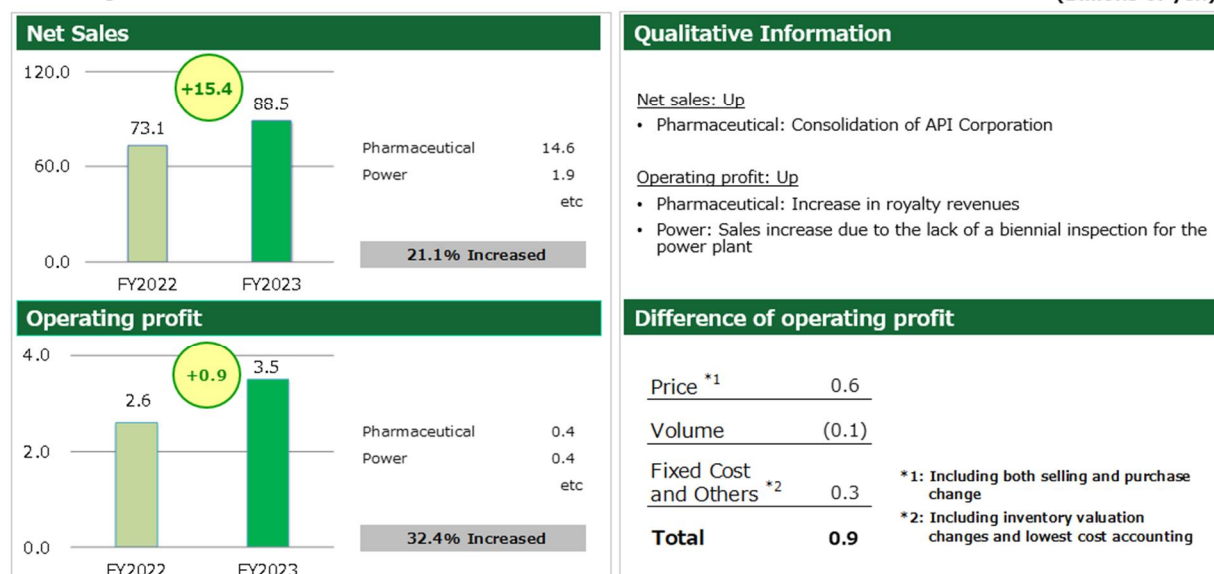 (Billions of yen)
Net Sales
120.0
+15.4
88.5
73.1
Pharmaceutical 14.6
60.0
Power 1.9
etc
21.1% Increased
0.0
FY2022 FY2023
Qualitative Information
Net sales: Up
• Pharmaceutical: Consolidation of API Corporation
Operating profit: Up
• Pharmaceutical: Increase in royalty revenues
• Power: Sales increase due to the lack of a biennial inspection for the
power plant
Operating profit
4.0
+0.9
3.5
2.6
Pharmaceutical 0.4
2.0
Power 0.4
etc
32.4% Increased
0.0
FY2022 FY2023
Difference of operating profit
Price *1 0.6
Volume (0.1)
Fixed Cost
and Others *2 0.3
Total 0.9
*1: Including both selling and purchase
change
*2: Including inventory valuation
changes and lowest cost accounting